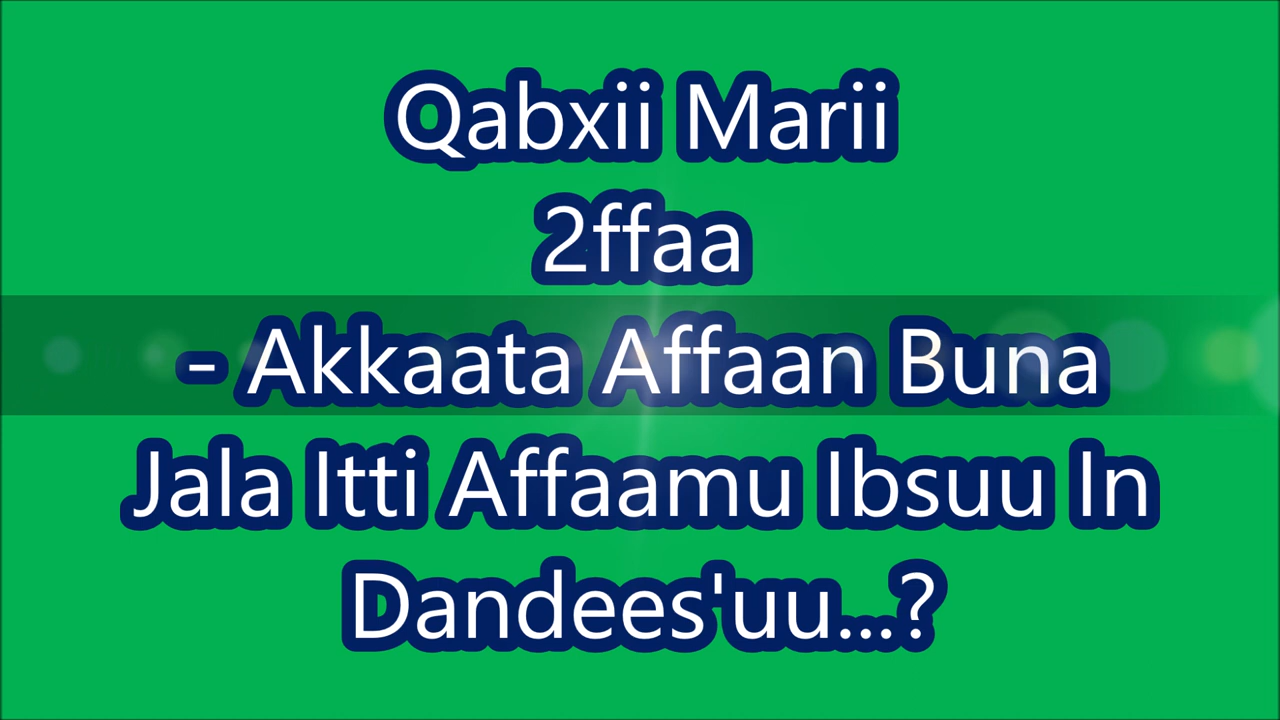 Qabxii Marii
2ffaa
- Akkaata Affaan Buna
Jala Itti Affaamu Ibsuu In
Dandees'uu...?